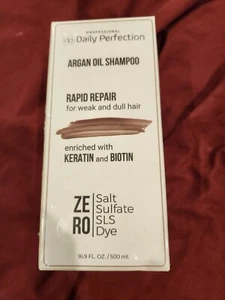 PROFESSIONAL
Daily Perfection
ARGAN OIL SHAMPOO
RAPID REPAIR
for weak and dull hair
enriched with
KERATIN and BIOTIN
ZE
RO
Salt
Sulfate
SLS
Dye
16.9 FL.OZ. / 500 ml.